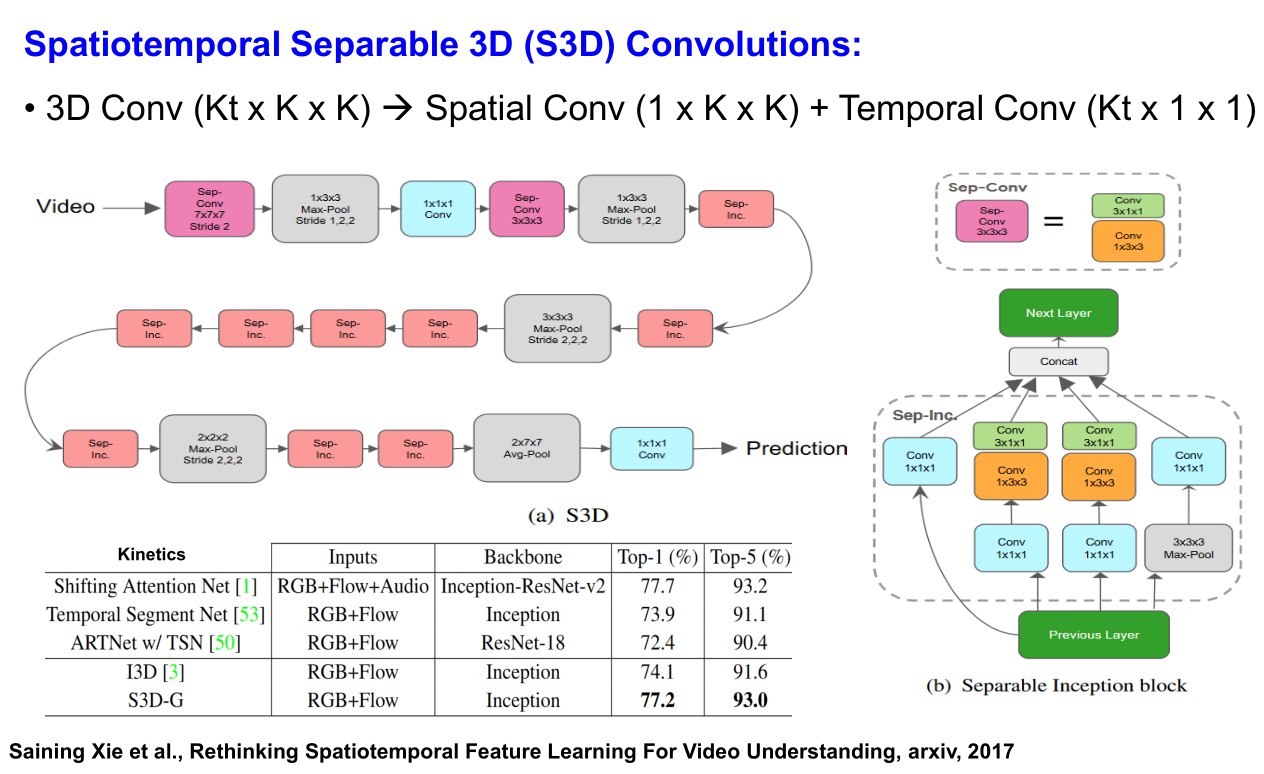 Spatiotemporal Separable 3D (S3D) Convolutions:
• 3D Conv (Kt x K x K) → Spatial Conv (1 x K x K) + Temporal Conv (Kt x 1 x 1)
Video
Sep-
Conv
7x7x7
Stride 2
1x3x3
Max-Pool
Stride 1,2,2
1x1x1
Conv
Sep-
Conv
3x3x3
1x3x3
Max-Pool
Stride 1,2,2
Sep-
Inc.
Sep-
Inc.
3x3x3
Max-Pool
Stride 2,2,2
Sep-
Inc.
Sep-
Inc.
Sep-
Inc.
Sep-
Inc.
Sep-
Inc.
2x2x2
Max-Pool
Stride 2,2,2
Sep-
Inc.
Sep-
Inc.
2x7x7
Avg-Pool
1x1x1
Conv
Prediction
(a) S3D
Sep-Conv
Sep-
Conv
3x3x3
=
Conv
3x1x1
Conv
1x3x3
Next Layer
Concat
Sep-Inc.
Conv
1x1x1
Conv
3x1x1
Conv
1x3x3
Conv
1x1x1
Conv
3x1x1
Conv
1x3x3
Conv
1x1x1
Conv
1x1x1
3x3x3
Max-Pool
Previous Layer
(b) Separable Inception block
Kinetics Inputs Backbone Top-1 (%) Top-5 (%)
Shifting Attention Net [1] RGB+Flow+Audio Inception-ResNet-v2 77.7 93.2
Temporal Segment Net [53] RGB+Flow Inception 73.9 91.1
ARTNet w/ TSN [50] RGB+Flow ResNet-18 72.4 90.4
I3D [3] RGB+Flow Inception 74.1 91.6
S3D-G RGB+Flow Inception 77.2 93.0
Saining Xie et al., Rethinking Spatiotemporal Feature Learning For Video Understanding, arxiv, 2017